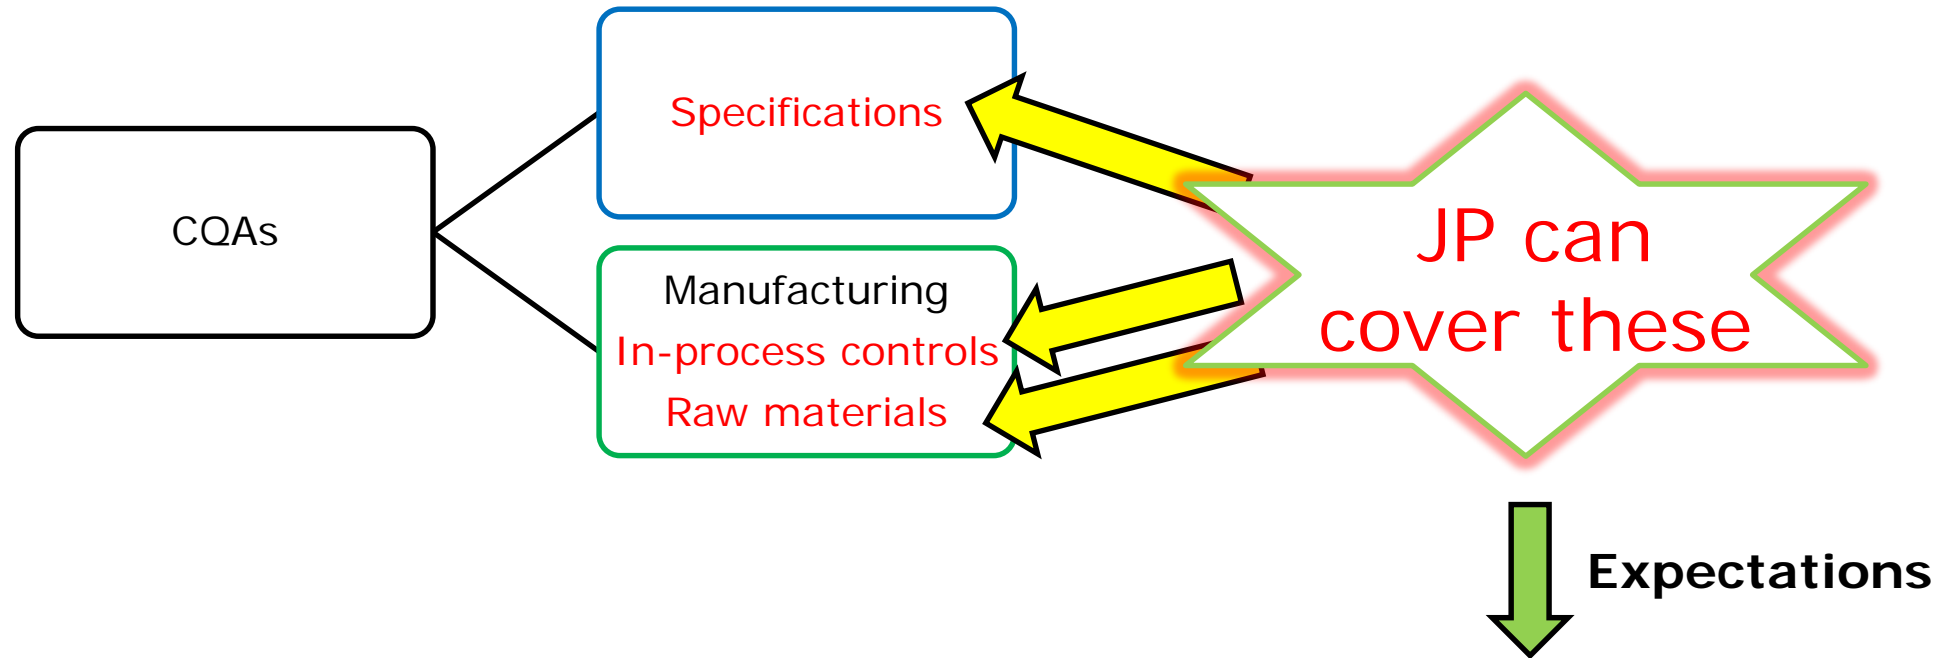 CQAs
Specifications
Manufacturing
In-process controls
Raw materials
JP can
cover these
Expectations